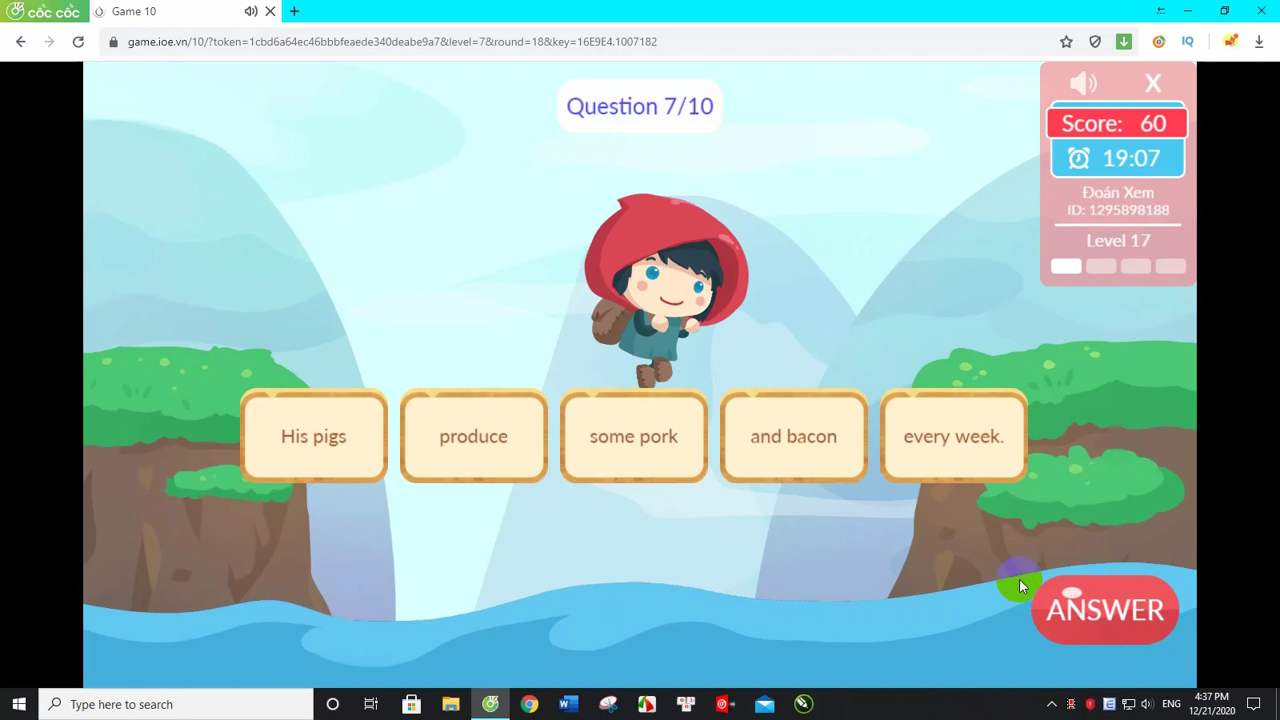 cốc cốc
Game 10
game.ioe.vn/10/?token=1cbd6a64ec46bbbfeaede340deabe9a7&level=7&round=18&key=16E9E4.1007182
IQ
Question 7/10
X
Score: 60
19:07
Đoán Xem
ID: 1295898188
Level 17
His pigs
produce
some pork
and bacon
every week.
ANSWER
Type here to search
ENG
4:37 PM
12/21/2020